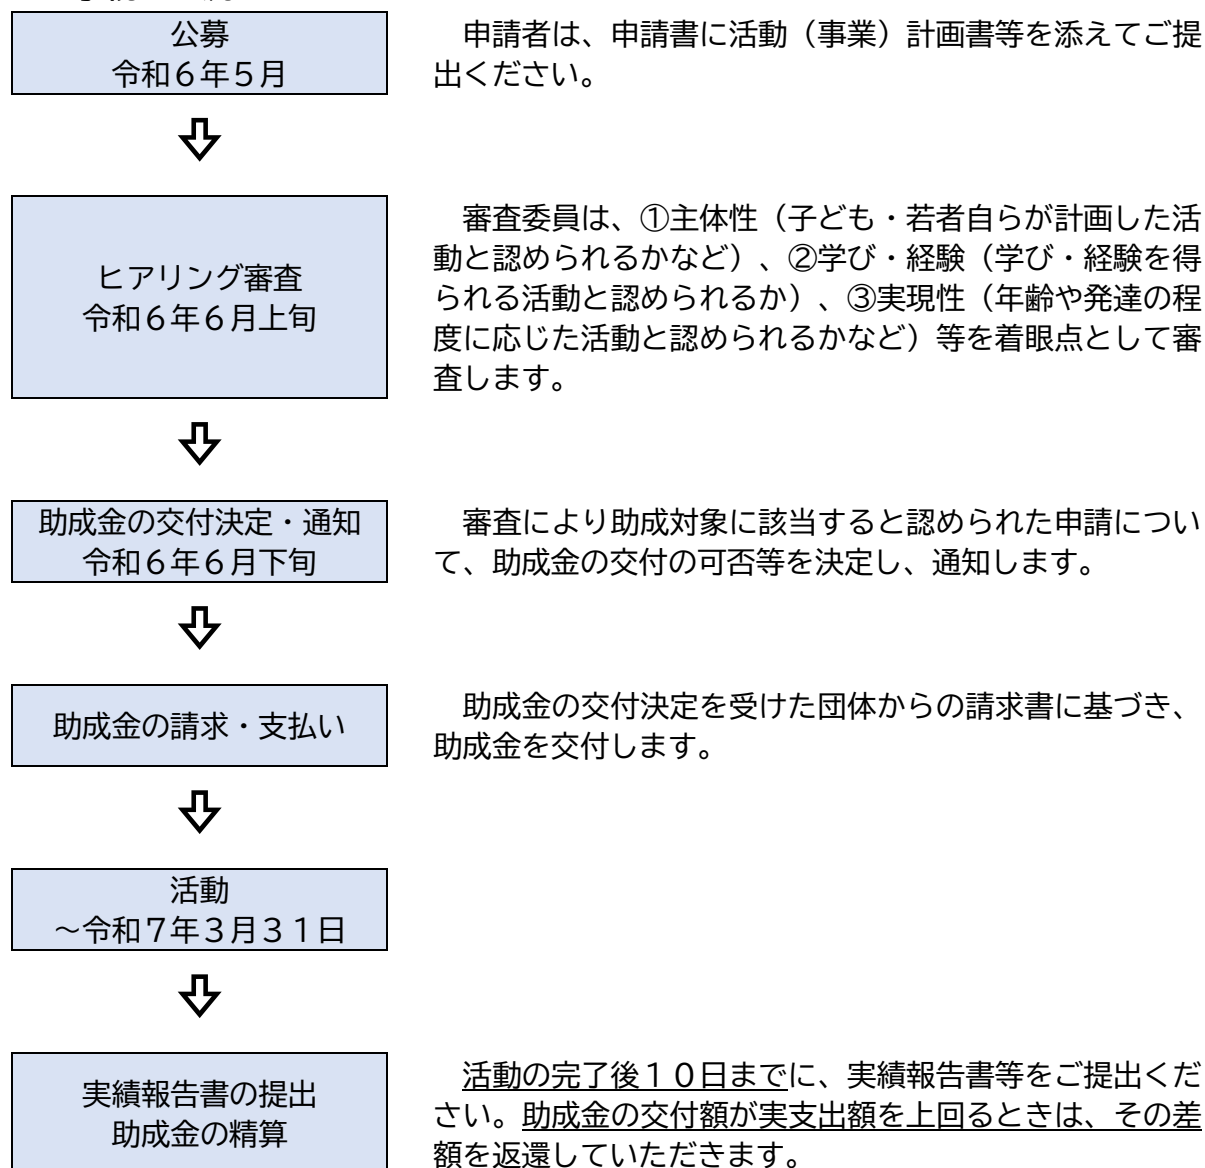 公募
令和６年５月
申請者は、申請書に活動（事業）計画書等を添えてご提
出ください。
ヒアリング審査
令和６年６月上旬
審査委員は、①主体性（子ども・若者自らが計画した活
動と認められるかなど）、②学び・経験（学び・経験を得
られる活動と認められるか）、③実現性（年齢や発達の程
度に応じた活動と認められるかなど）等を着眼点として審
査します。
助成金の交付決定・通知
令和６年６月下旬
審査により助成対象に該当すると認められた申請につい
て、助成金の交付の可否等を決定し、通知します。
助成金の請求・支払い
助成金の交付決定を受けた団体からの請求書に基づき、
助成金を交付します。
活動
～令和７年３月３１日
実績報告書の提出
助成金の精算
活動の完了後１０日までに、実績報告書等をご提出くだ
さい。助成金の交付額が実支出額を上回るときは、その差
額を返還していただきます。